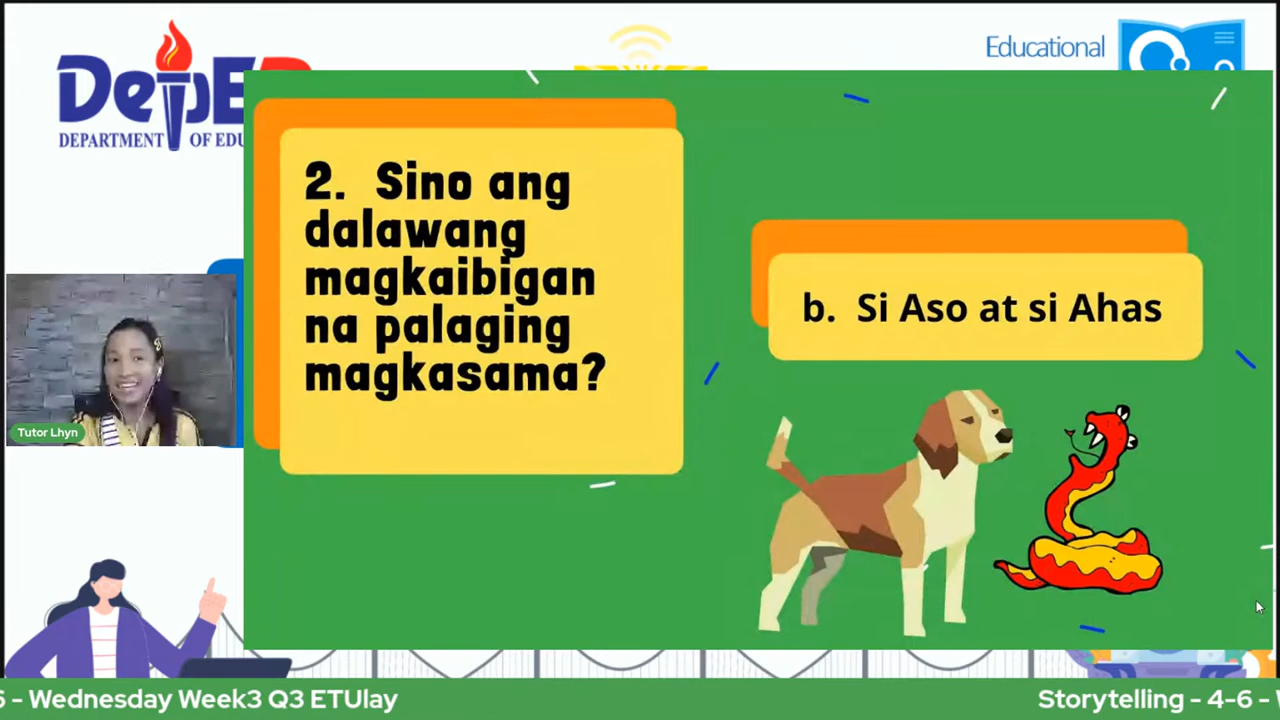 DepED
DEPARTMENT OF EDU
Educational
2. Sino ang
dalawang
magkaibigan
na palaging
magkasama?
b. Si Aso at si Ahas
Tutor Lhyn
- Wednesday Week3 Q3 ETUlay
Storytelling - 4-6 -